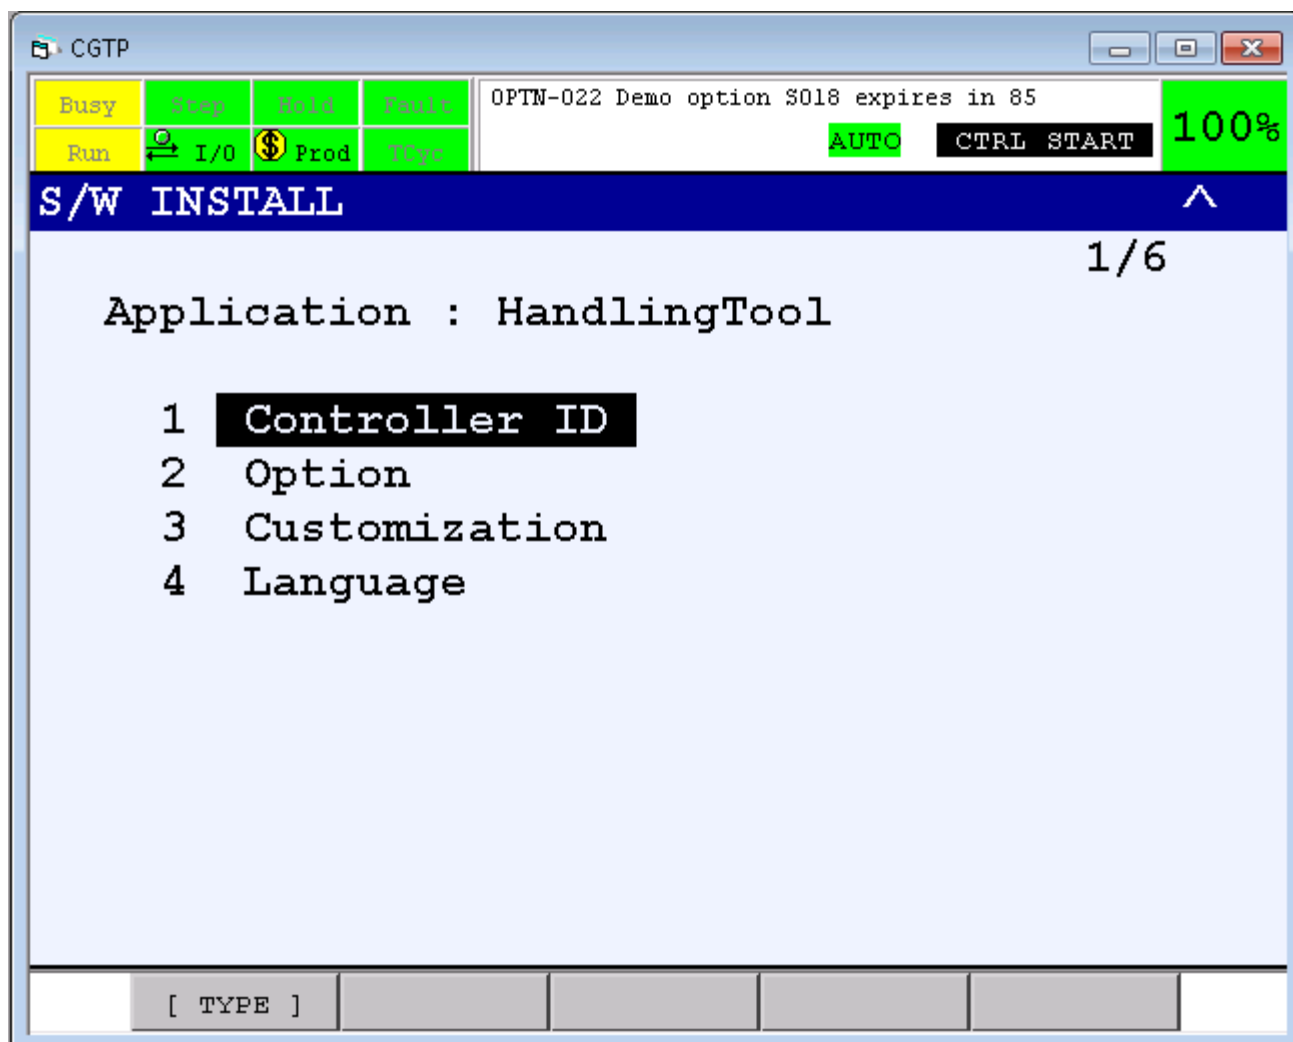 CGTP
Busy Step Hold Fault OPTN-022 Demo option S018 expires in 85
Run I/O Prod TCyc AUTO CTRL START 100%
S/W INSTALL ^
1/6
Application : HandlingTool
1 Controller ID
2 Option
3 Customization
4 Language
[ TYPE ]